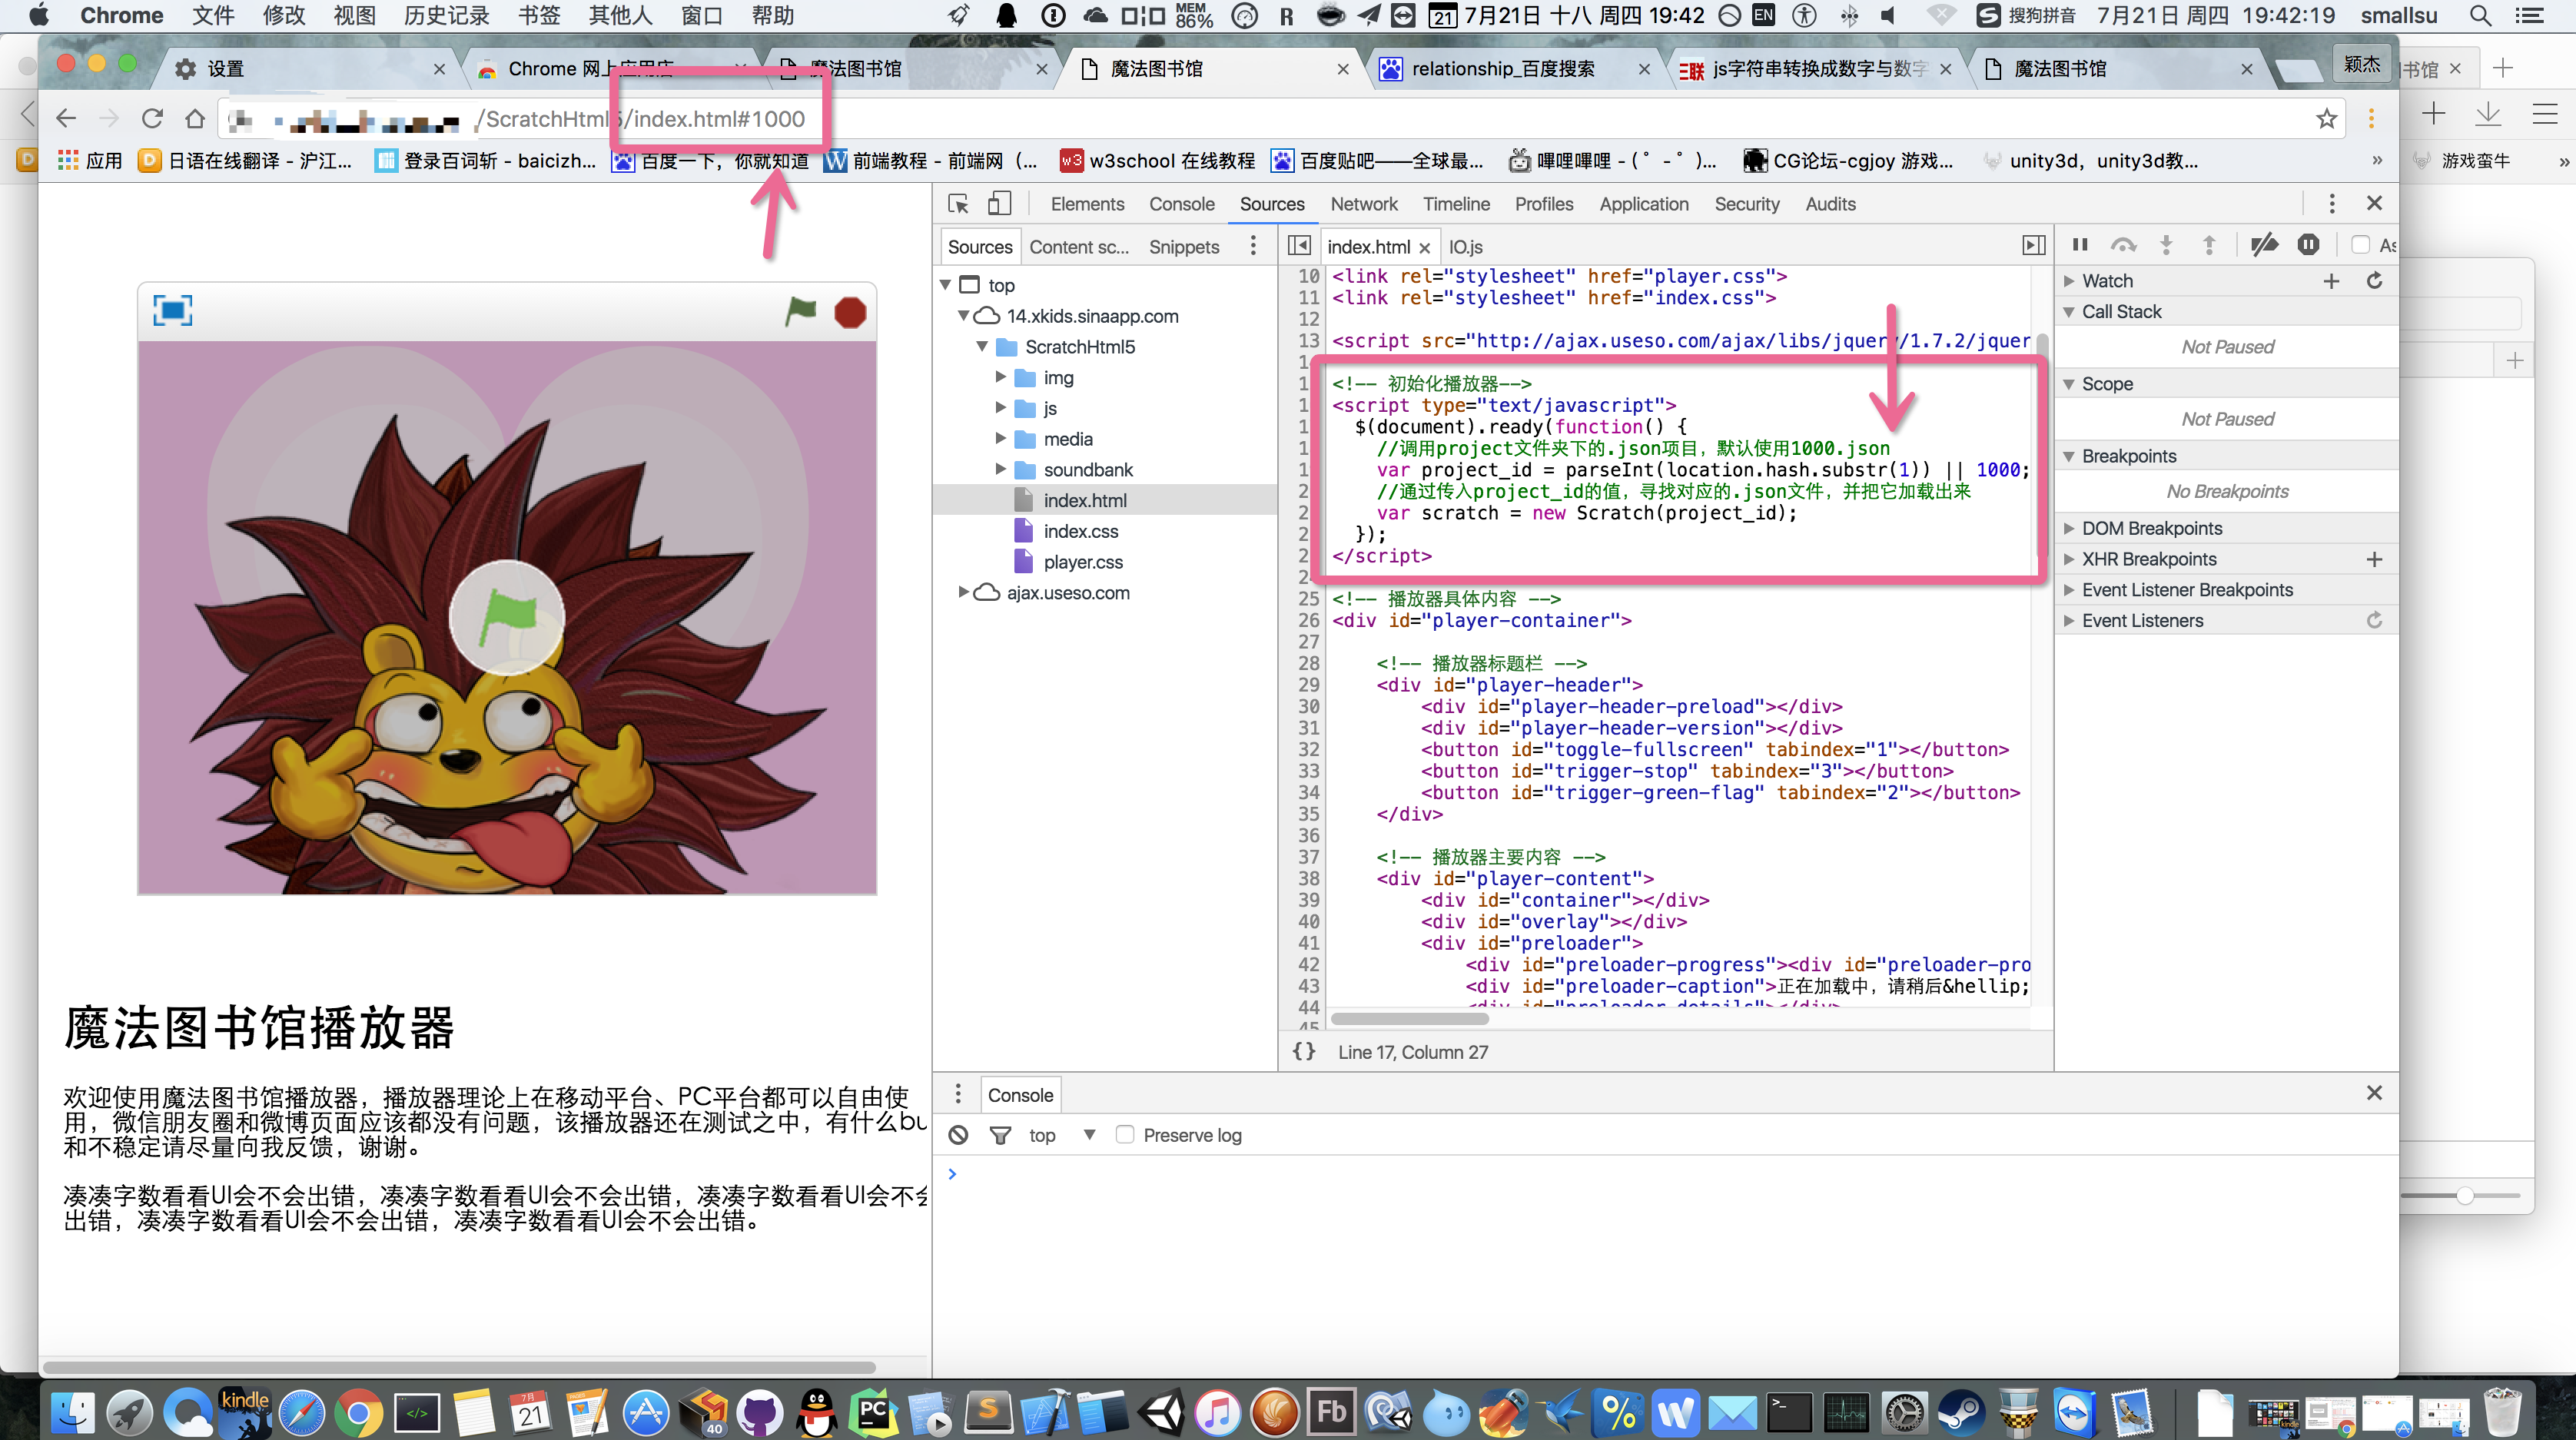 Chrome 文件 修改 视图 历史记录 书签 其他人 窗口 帮助 MEM 86% R 21 7月21日 十八 周四 19:42 EN 搜狗拼音 7月21日 周四 19:42:19 smallsu
设置 Chrome 网上应用店 魔法图书馆 魔法图书馆 relationship_百度搜索 js字符串转换成数字与数字 魔法图书馆 颖杰 书馆
/ScratchHtml5/index.html#1000
应用 日语在线翻译 - 沪江... 登录百词斩 - baicizh... 百度一下，你就知道 前端教程 - 前端网（... w3school 在线教程 百度贴吧——全球最... 哔哩哔哩 - ( ゜- ゜)... CG论坛-cgjoy 游戏... unity3d，unity3d教... » 游戏蛮牛 »
Elements Console Sources Network Timeline Profiles Application Security Audits
Sources Content sc... Snippets
top
14.xkids.sinaapp.com
ScratchHtml5
img
js
media
soundbank
index.html
index.css
player.css
ajax.useso.com
index.html IO.js
10 <link rel="stylesheet" href="player.css">
11 <link rel="stylesheet" href="index.css">
12
13 <script src="http://ajax.useso.com/ajax/libs/jquery/1.7.2/jquer
<!-- 初始化播放器-->
<script type="text/javascript">
$(document).ready(function() {
//调用project文件夹下的.json项目，默认使用1000.json
var project_id = parseInt(location.hash.substr(1)) || 1000;
//通过传入project_id的值，寻找对应的.json文件，并把它加载出来
var scratch = new Scratch(project_id);
});
</script>
25 <!-- 播放器具体内容 -->
26 <div id="player-container">
27
28 <!-- 播放器标题栏 -->
29 <div id="player-header">
30 <div id="player-header-preload"></div>
31 <div id="player-header-version"></div>
32 <button id="toggle-fullscreen" tabindex="1"></button>
33 <button id="trigger-stop" tabindex="3"></button>
34 <button id="trigger-green-flag" tabindex="2"></button>
35 </div>
36
37 <!-- 播放器主要内容 -->
38 <div id="player-content">
39 <div id="container"></div>
40 <div id="overlay"></div>
41 <div id="preloader">
42 <div id="preloader-progress"><div id="preloader-pro
43 <div id="preloader-caption">正在加载中，请稍后&hellip;
44 <div id="preloader-details"></div>
45
{} Line 17, Column 27
As
Watch
Call Stack
Not Paused
Scope
Not Paused
Breakpoints
No Breakpoints
DOM Breakpoints
XHR Breakpoints
Event Listener Breakpoints
Event Listeners
Console
top Preserve log
魔法图书馆播放器
欢迎使用魔法图书馆播放器，播放器理论上在移动平台、PC平台都可以自由使
用，微信朋友圈和微博页面应该都没有问题，该播放器还在测试之中，有什么bu
和不稳定请尽量向我反馈，谢谢。
凑凑字数看看UI会不会出错，凑凑字数看看UI会不会出错，凑凑字数看看UI会不会
出错，凑凑字数看看UI会不会出错，凑凑字数看看UI会不会出错。
kindle 7月 21 40 PC S Fb % W